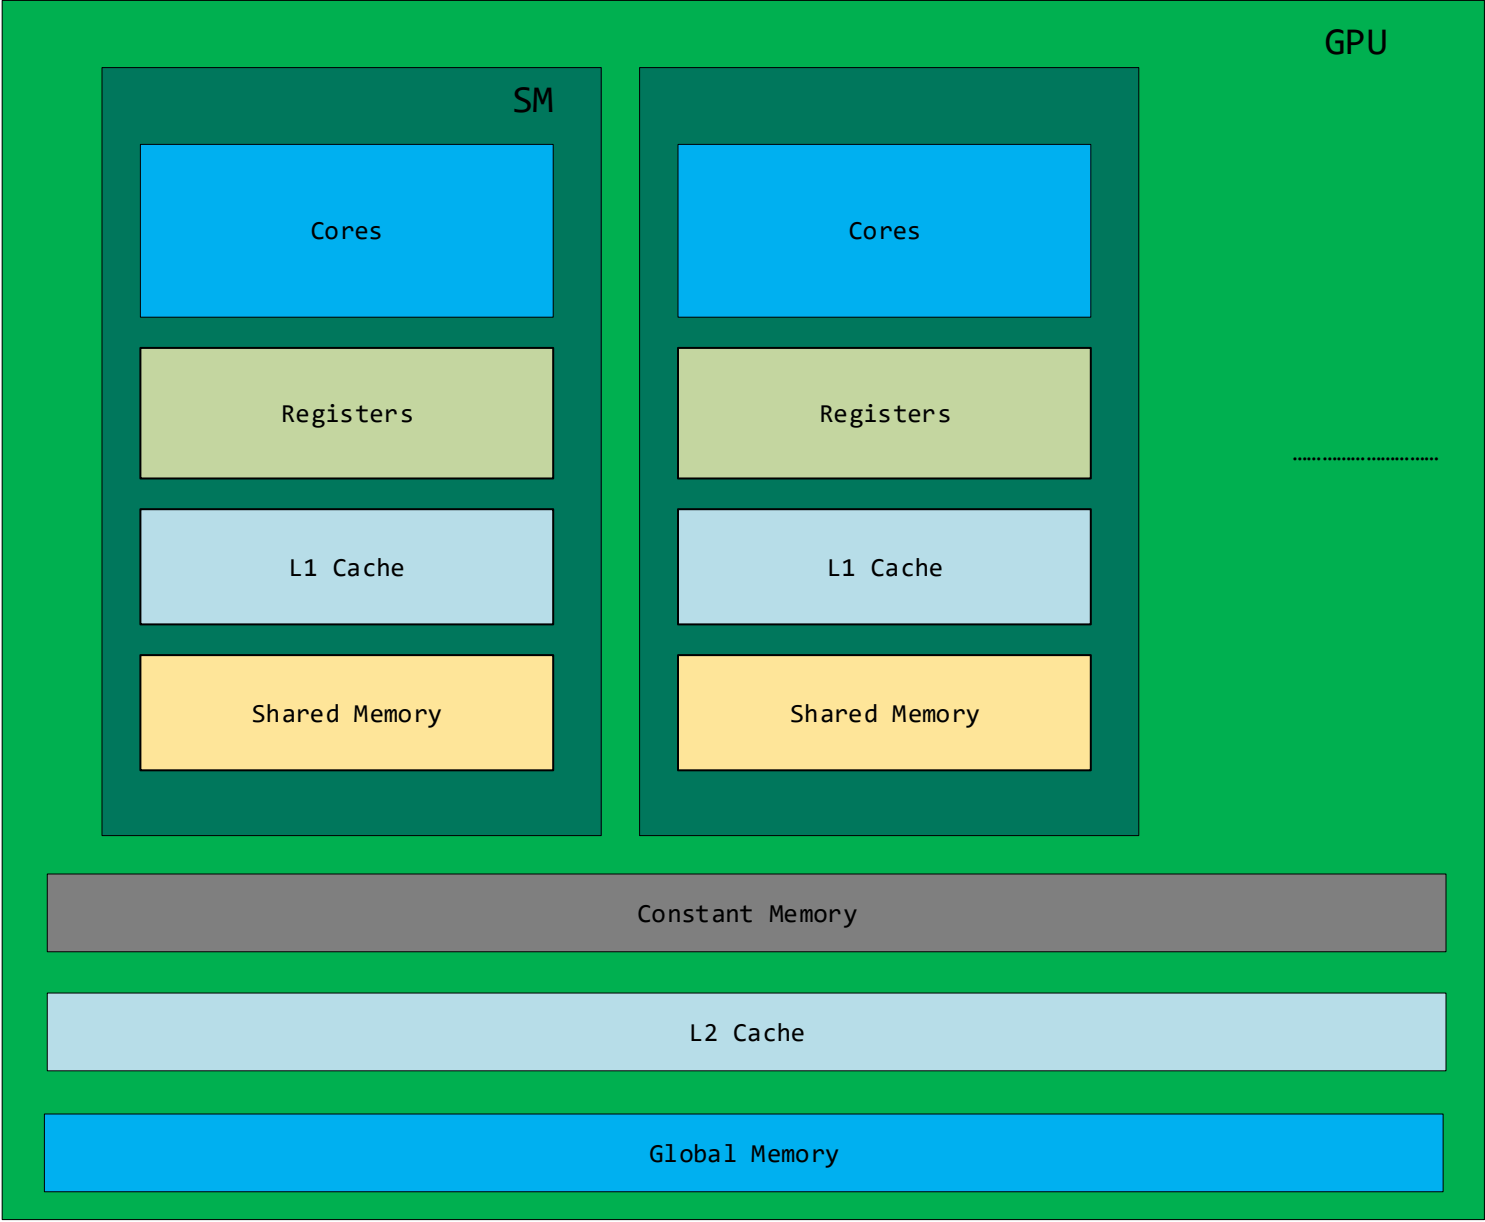 GPU
SM
Cores
Cores
Registers
Registers
……………………………
L1 Cache
L1 Cache
Shared Memory
Shared Memory
Constant Memory
L2 Cache
Global Memory